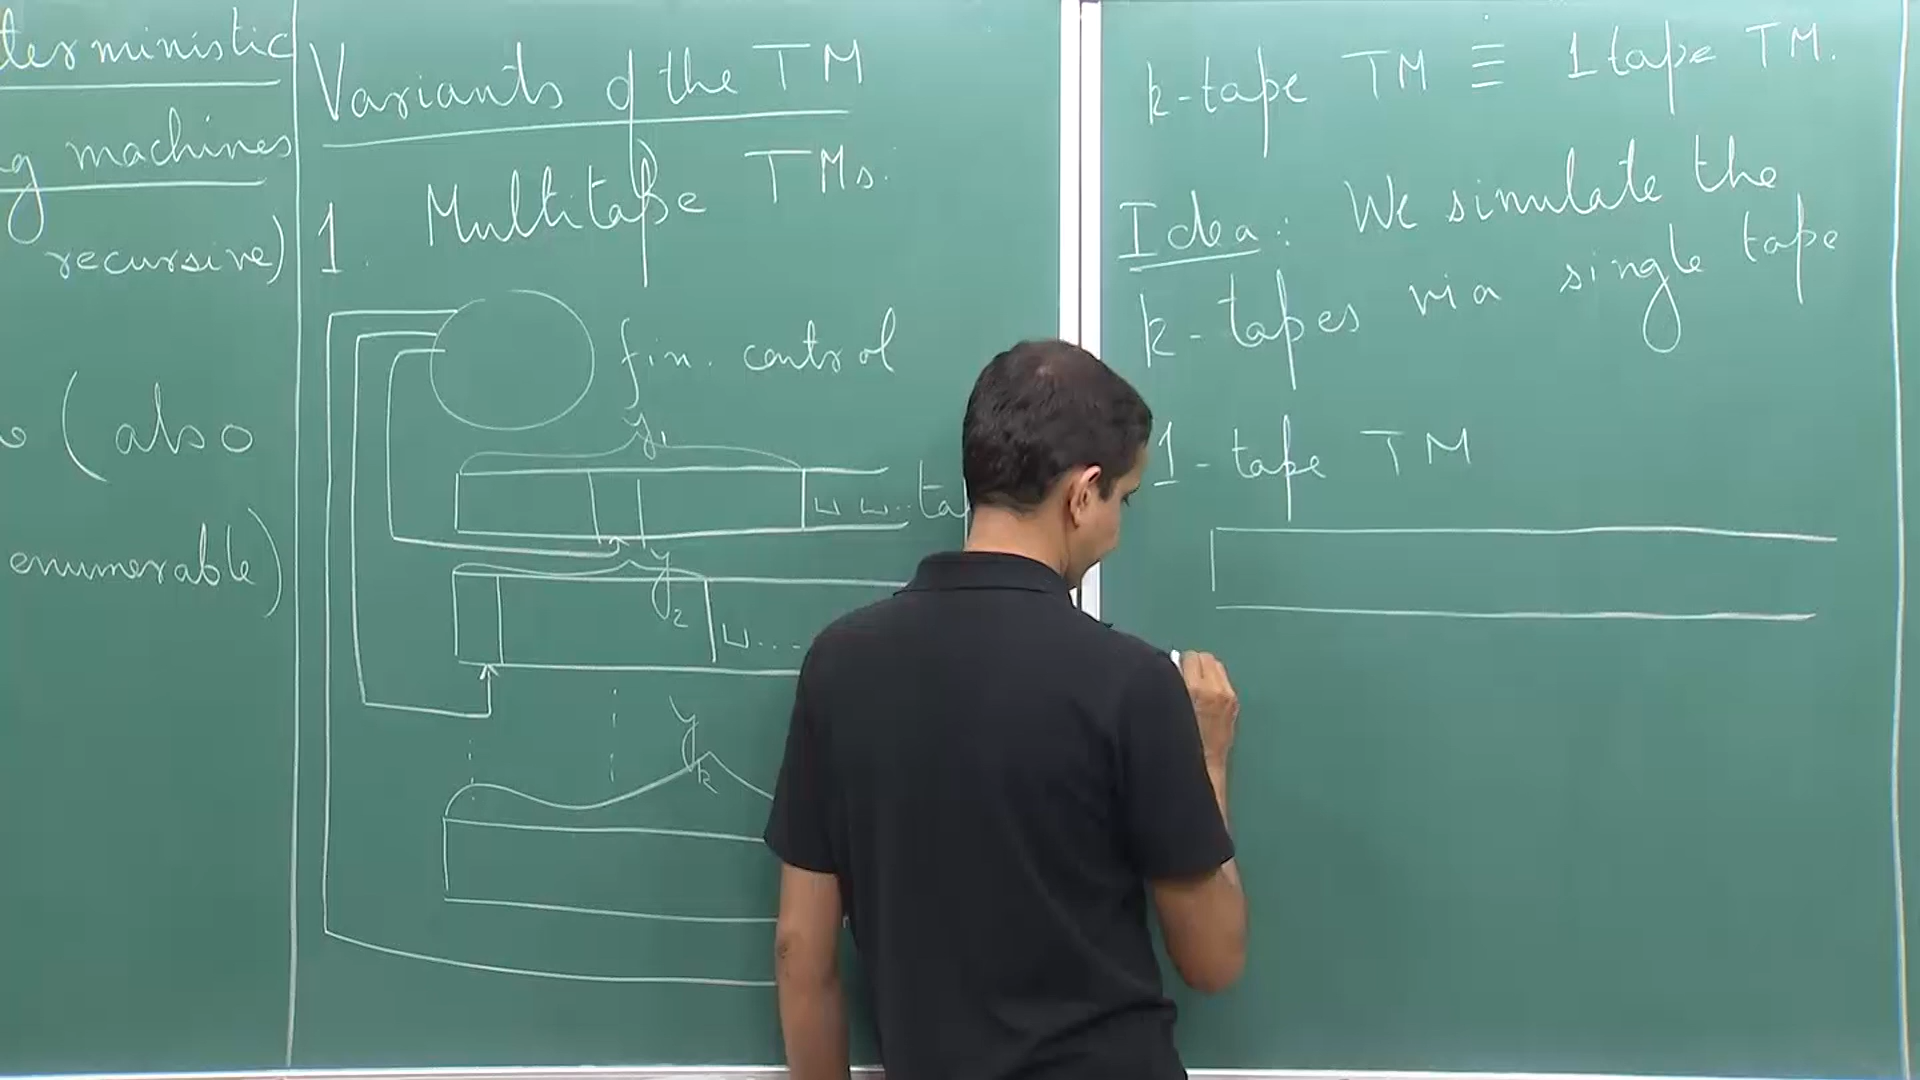 terministic
g machines
recursive)
(also
enumerable)
Variants of the TM
1. Multitape TMs.
fin. control
y1
⊔ ⊔..
y2
⊔....
yk
k-tape TM ≡ 1 tape TM.
Idea: We simulate the
k-tapes via single tape
1-tape TM